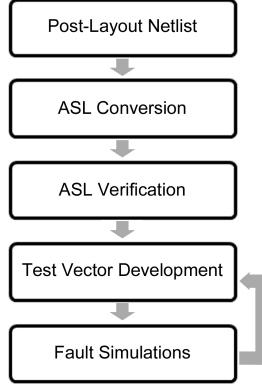 Post-Layout Netlist
ASL Conversion
ASL Verification
Test Vector Development
Fault Simulations